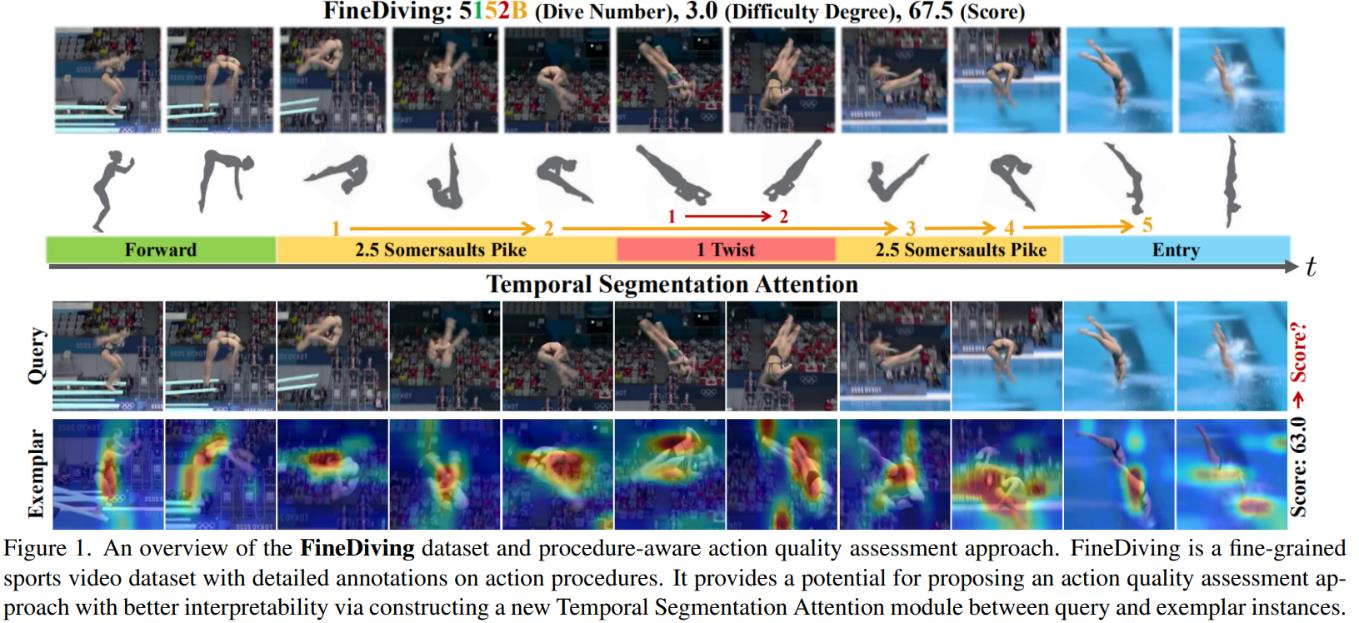 FineDiving: 5152B (Dive Number), 3.0 (Difficulty Degree), 67.5 (Score)
1 2 1 2 3 4 5
Forward 2.5 Somersaults Pike 1 Twist 2.5 Somersaults Pike Entry
t
Temporal Segmentation Attention
Query
Exemplar
Score: 63.0 → Score?
Figure 1. An overview of the FineDiving dataset and procedure-aware action quality assessment approach. FineDiving is a fine-grained
sports video dataset with detailed annotations on action procedures. It provides a potential for proposing an action quality assessment ap-
proach with better interpretability via constructing a new Temporal Segmentation Attention module between query and exemplar instances.